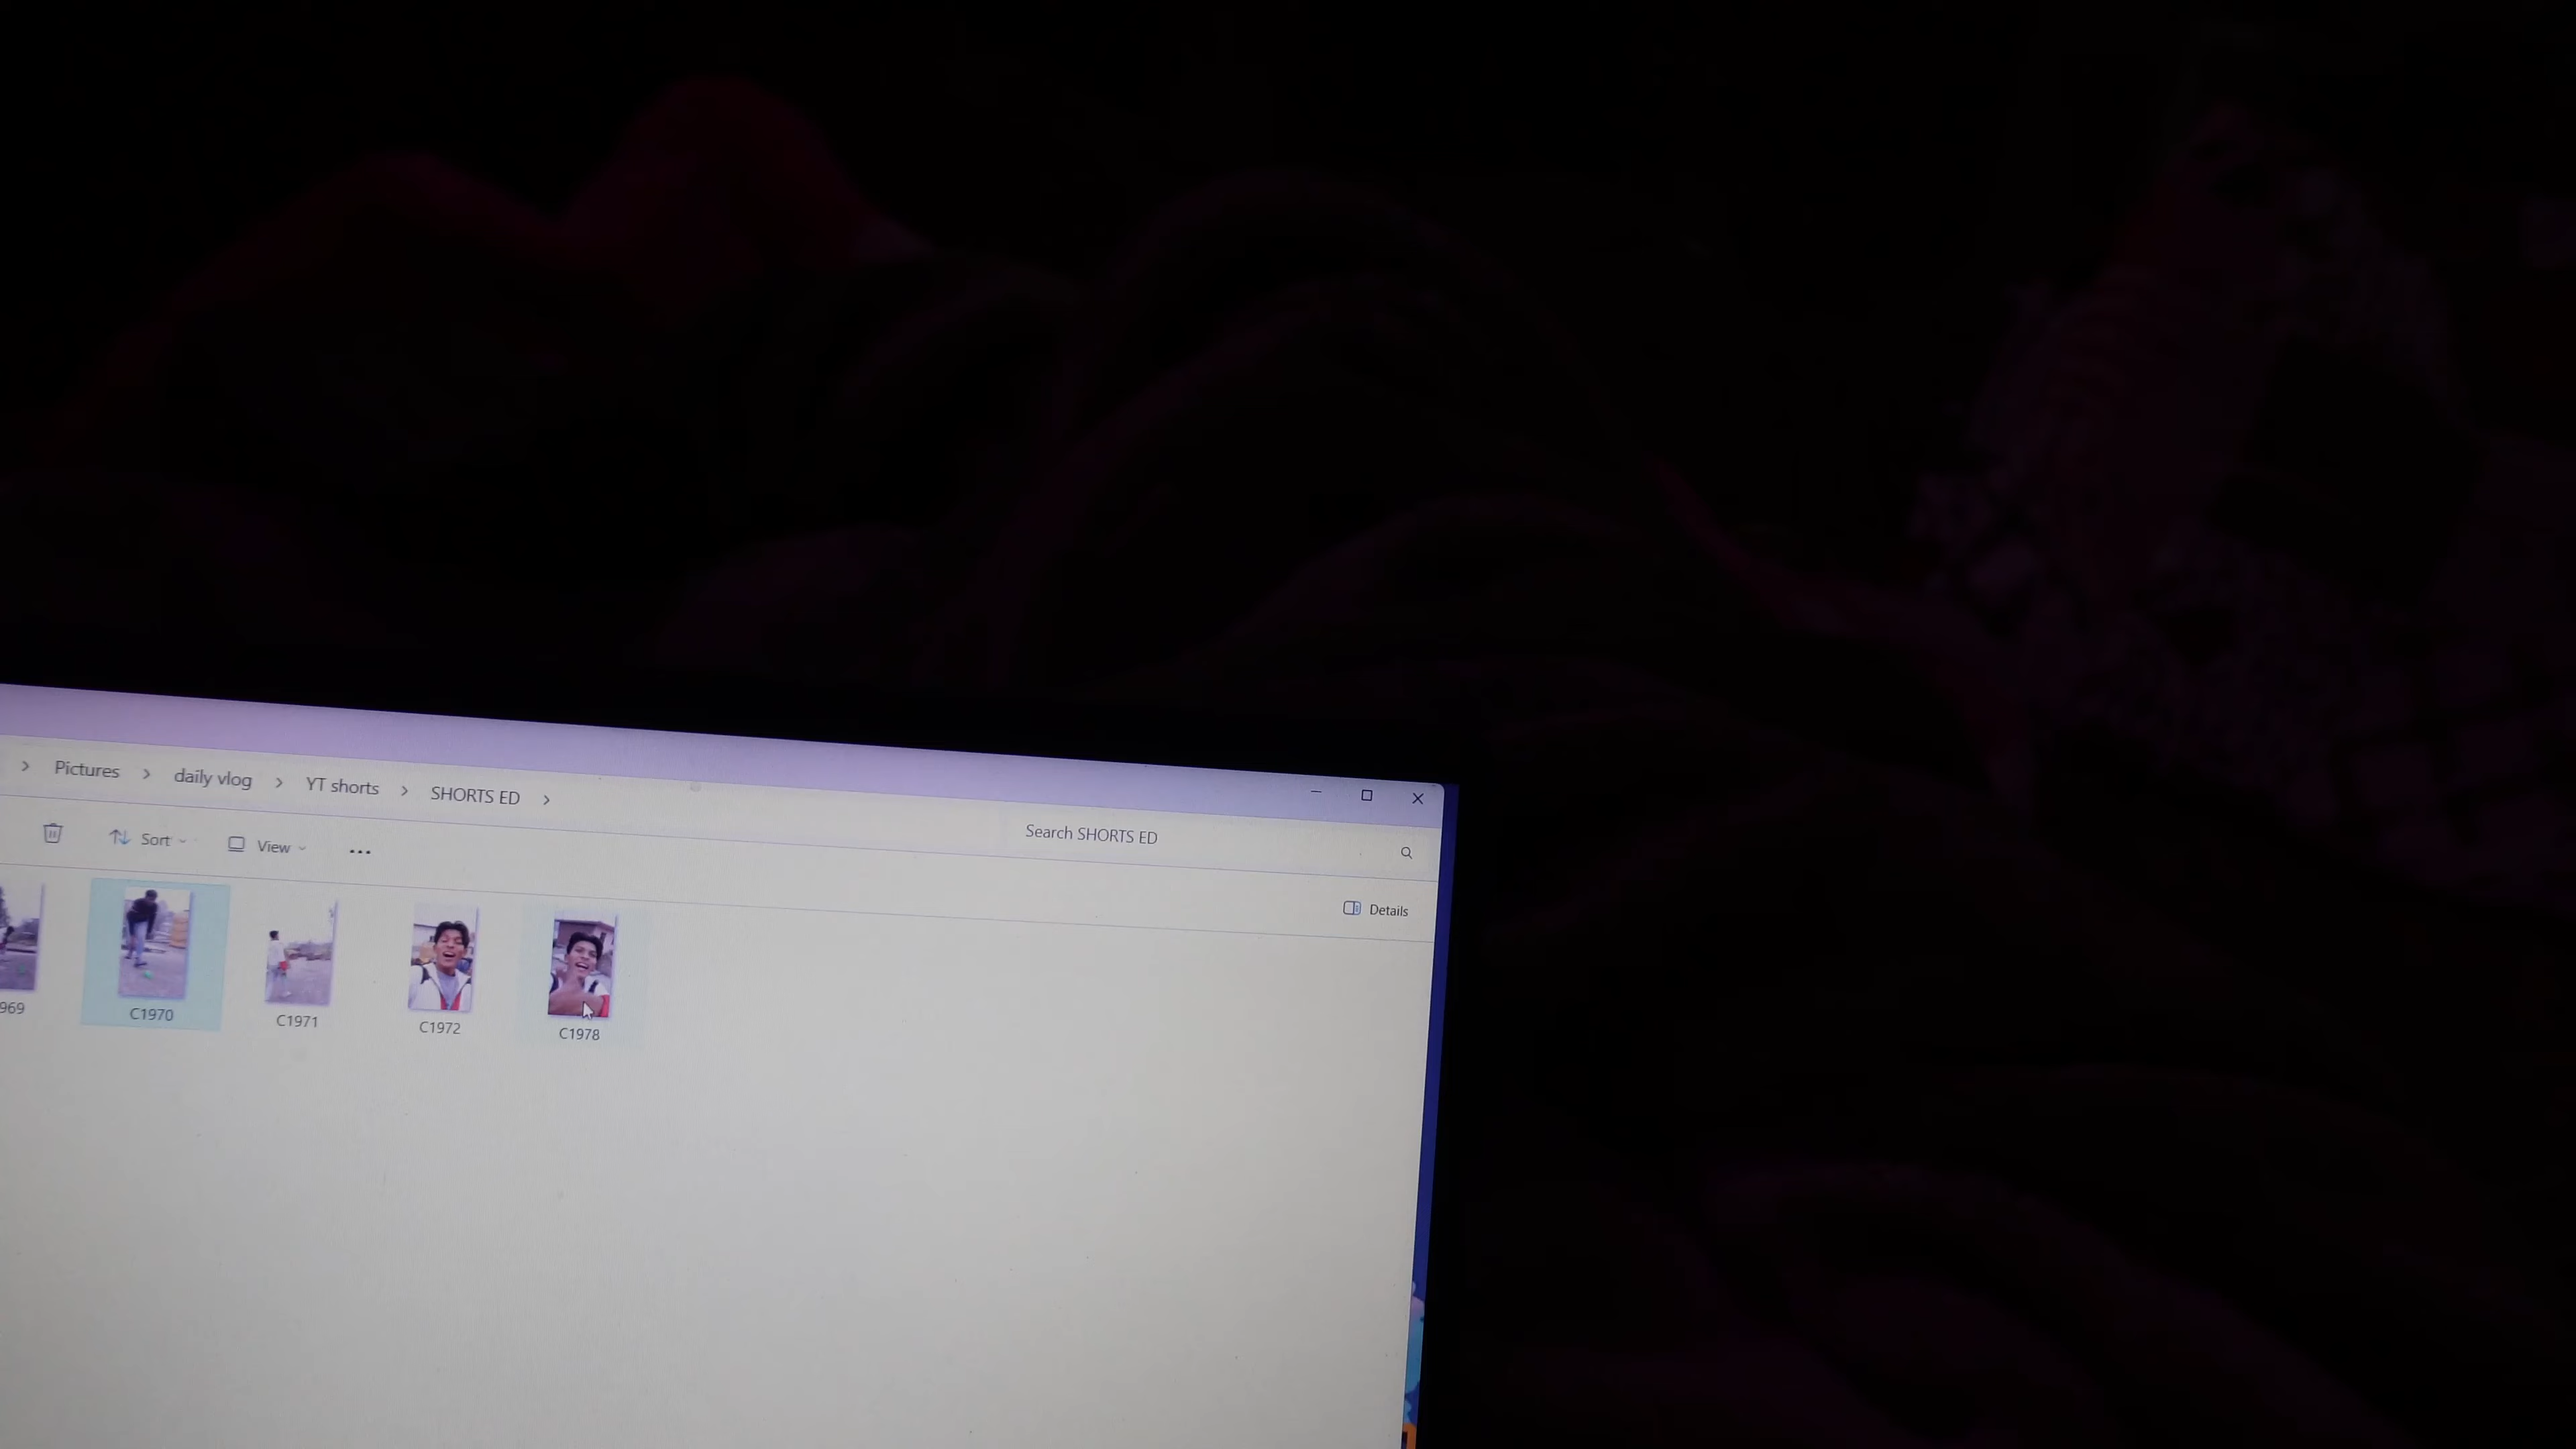 > Pictures > daily vlog > YT shorts > SHORTS ED >
Search SHORTS ED
Sort View ...
Details
969 C1970 C1971 C1972 C1978